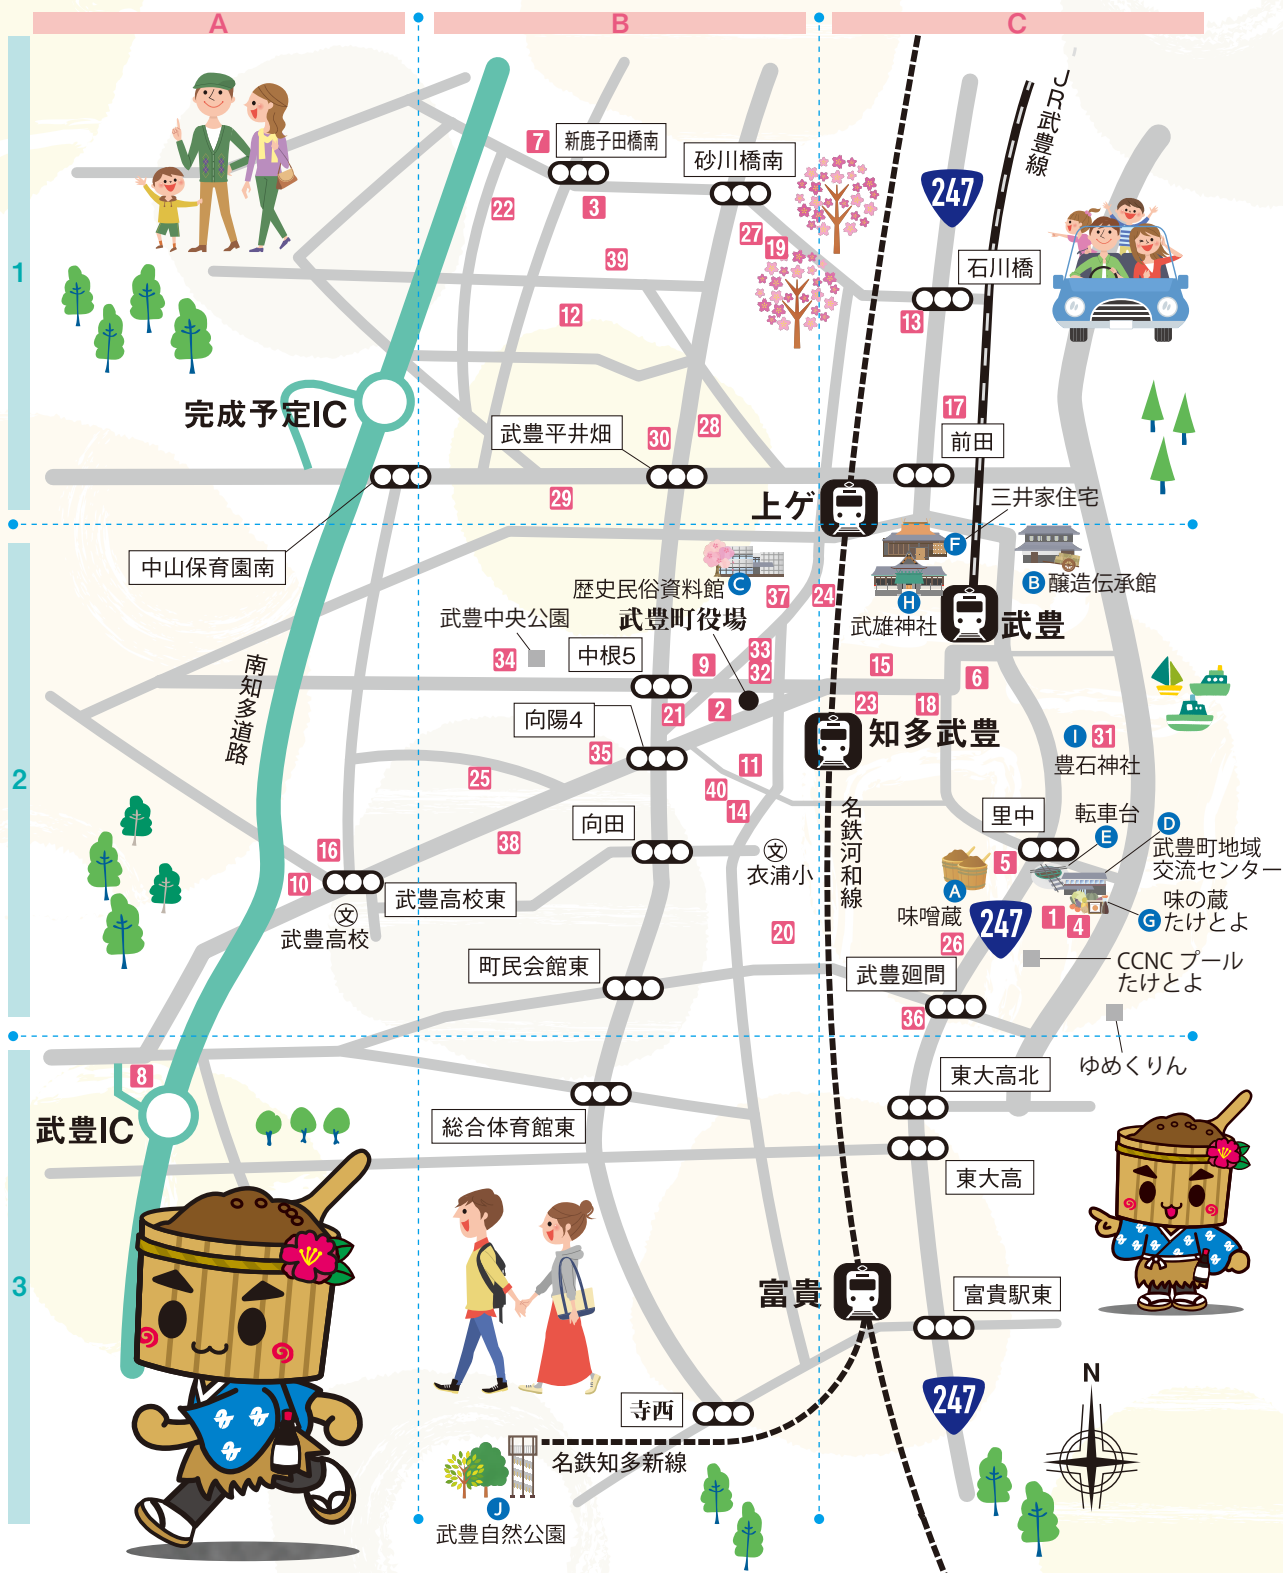 A
B
C
1
2
3
JR武豊線
7
新鹿子田橋南
砂川橋南
247
22
3
27
19
39
石川橋
12
13
完成予定IC
17
28
30
武豊平井畑
前田
29
上ゲ
三井家住宅
F
中山保育園南
歴史民俗資料館
C
37
24
B
醸造伝承館
H
武雄神社
武豊
武豊中央公園
武豊町役場
34
中根5
9
33
32
15
6
南知多道路
向陽4
21
2
23
18
知多武豊
35
11
I
31
豊石神社
25
40
14
名鉄河和線
里中
転車台
E
D
武豊町地域
交流センター
向田
38
16
10
文
衣浦小
5
A
味噌蔵
武豊高校東
文
武豊高校
味の蔵
G
たけとよ
1
4
247
20
26
CCNC プール
たけとよ
町民会館東
武豊廻間
36
ゆめくりん
8
武豊IC
東大高北
総合体育館東
東大高
富貴
富貴駅東
N
247
寺西
名鉄知多新線
J
武豊自然公園